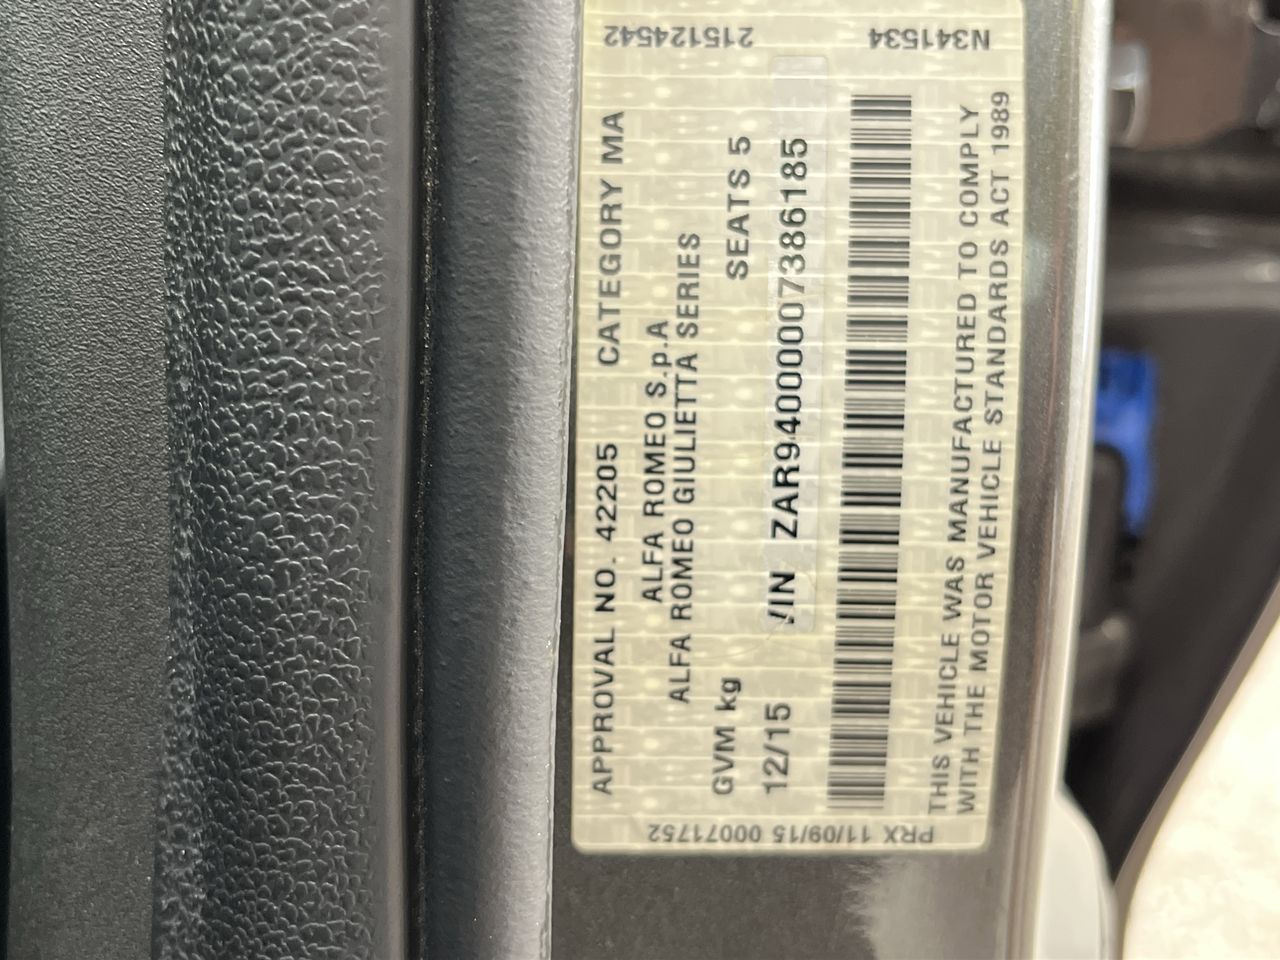 APPROVAL NO. 42205 CATEGORY MA
ALFA ROMEO S.p.A
ALFA ROMEO GIULIETTA SERIES
GVM kg SEATS 5
12/15 VIN ZAR94000007386185
THIS VEHICLE WAS MANUFACTURED TO COMPLY
WITH THE MOTOR VEHICLE STANDARDS ACT 1989
215124542 N341534
PRX 11/09/15 00071752